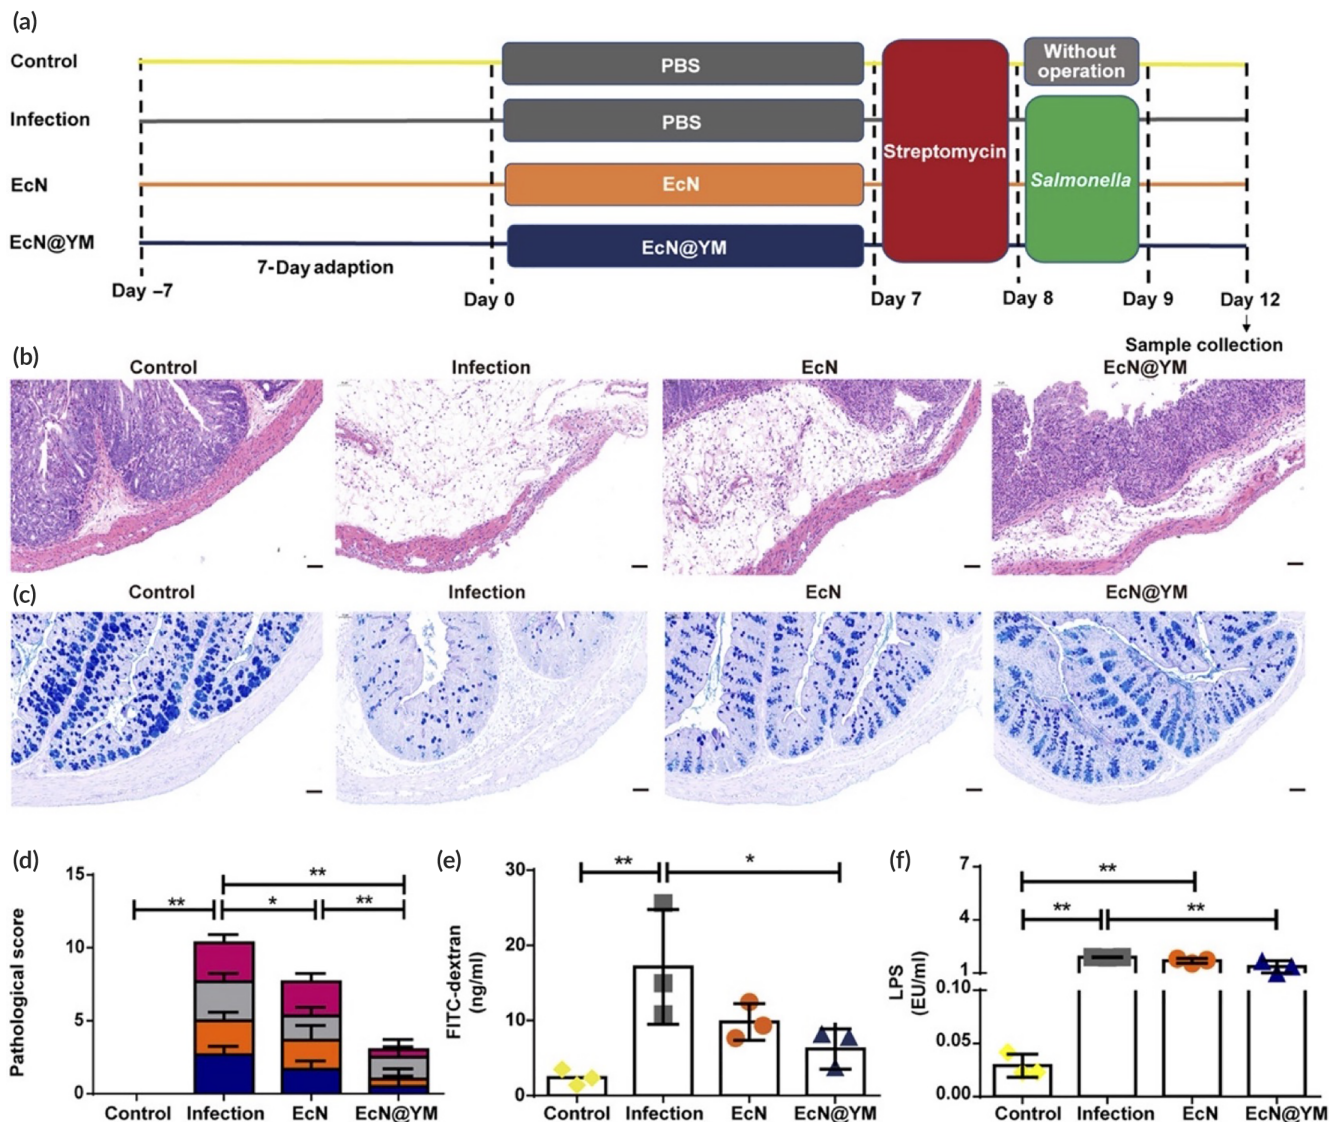 (a)
Control
PBS
Without
operation
Infection
PBS
Streptomycin
Salmonella
EcN
EcN
EcN@YM
EcN@YM
7-Day adaption
Day –7
Day 0
Day 7
Day 8
Day 9
Day 12
Sample collection
(b)
Control
Infection
EcN
EcN@YM
(c)
Control
Infection
EcN
EcN@YM
(d)
Pathological score
15
10
5
0
**
**
*
**
Control
Infection
EcN
EcN@YM
(e)
FITC-dextran
(ng/ml)
30
20
10
0
**
*
Control
Infection
EcN
EcN@YM
(f)
LPS
(EU/ml)
7
4
1
0.10
0.05
0.00
**
**
**
Control
Infection
EcN
EcN@YM